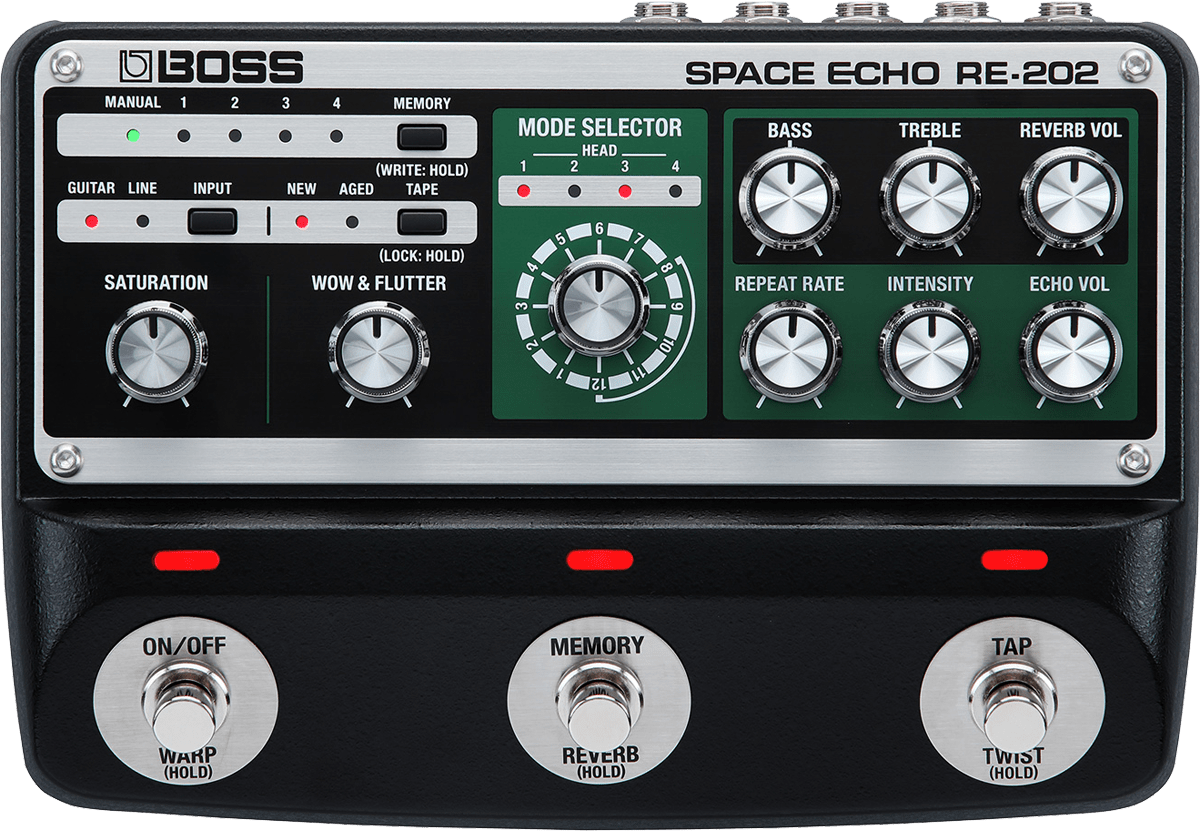 BOSS
SPACE ECHO RE-202
MANUAL 1 2 3 4 MEMORY
(WRITE: HOLD)
GUITAR LINE INPUT NEW AGED TAPE
(LOCK: HOLD)
SATURATION WOW & FLUTTER
MODE SELECTOR
HEAD
1 2 3 4
1 2 3 4 5 6 7 8 9 10 11 12
BASS TREBLE REVERB VOL
REPEAT RATE INTENSITY ECHO VOL
ON/OFF MEMORY TAP
WARP REVERB TWIST
(HOLD) (HOLD) (HOLD)